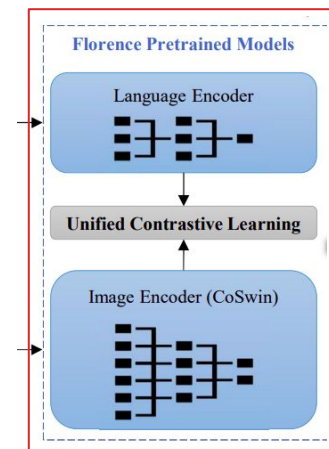 Florence Pretrained Models
Language Encoder
Unified Contrastive Learning
Image Encoder (CoSwin)